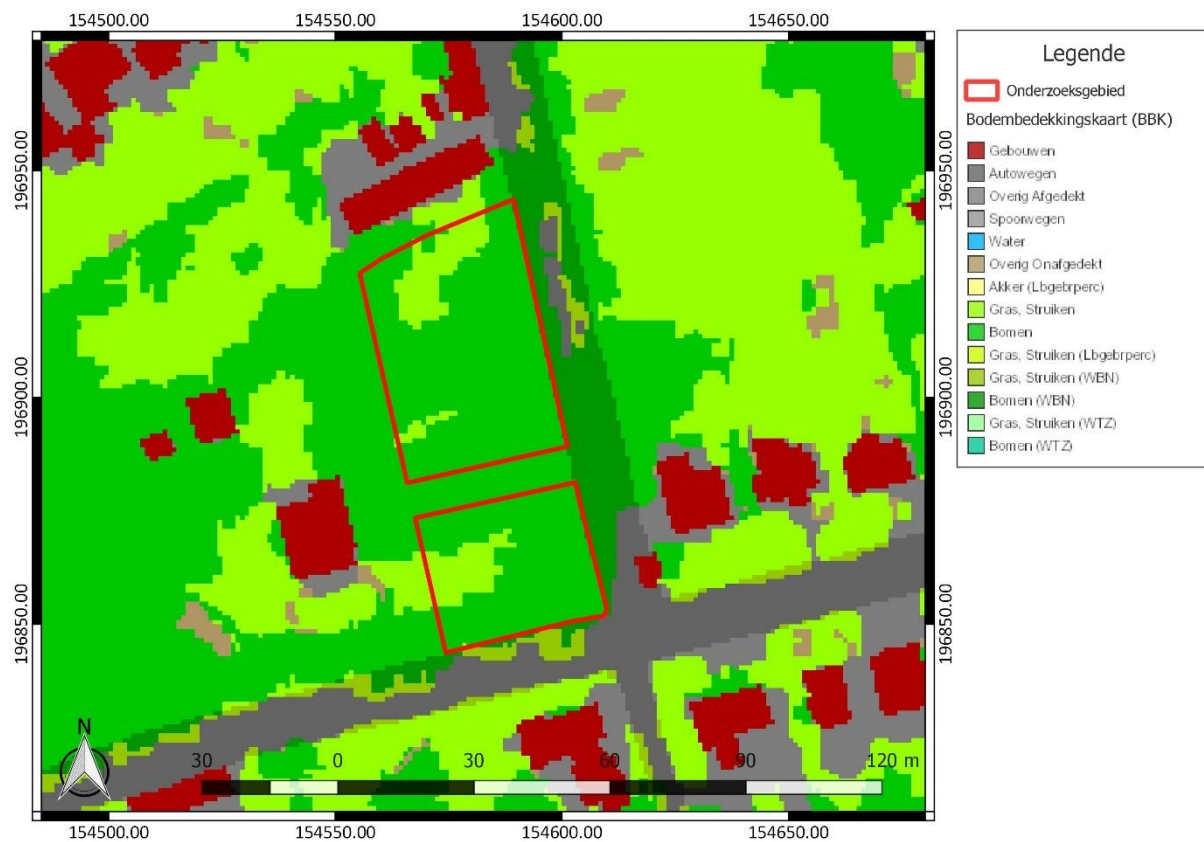 154500.00 154550.00 154600.00 154650.00
Legende
Onderzoeksgebied
Bodembedekkingskaart (BBK)
Gebouwen
Autowegen
Overig Afgedekt
Spoorwegen
Water
Overig Onafgedekt
Akker (Lbgebrperc)
Gras, Struiken
Bomen
Gras, Struiken (Lbgebrperc)
Gras, Struiken (WBN)
Bomen (WBN)
Gras, Struiken (WTZ)
Bomen (WTZ)
196950.00 196950.00
196900.00 196900.00
196850.00 196850.00
N
30 0 30 60 90 120 m
154500.00 154550.00 154600.00 154650.00